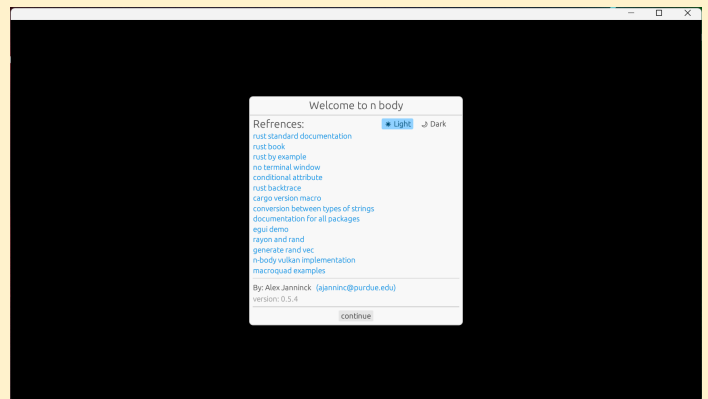 Welcome to n body
Refrences:
Light Dark
rust standard documentation
rust book
rust by example
no terminal window
conditional attribute
rust backtrace
cargo version macro
conversion between types of strings
documentation for all packages
egui demo
rayon and rand
generate rand vec
n-body vulkan implementation
macroquad examples
By: Alex Janninck (ajanninc@purdue.edu)
version: 0.5.4
continue